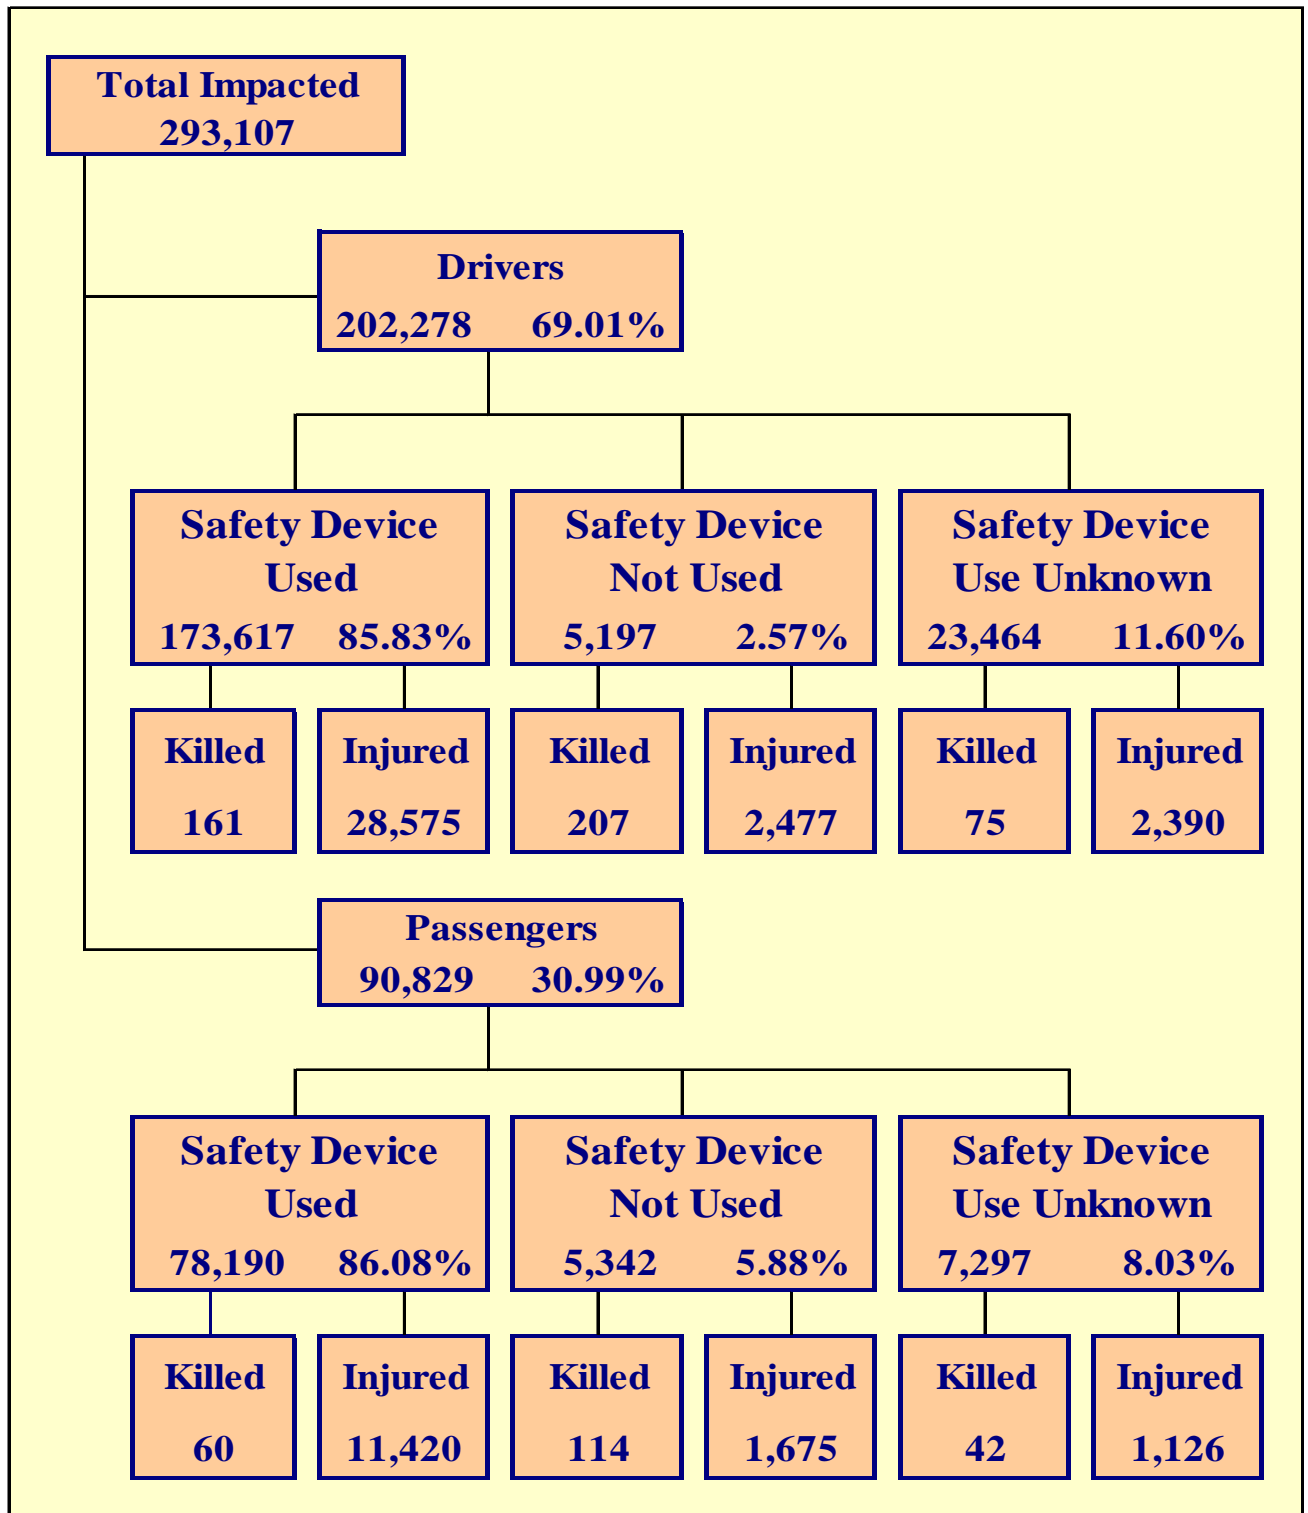 Total Impacted
293,107
Drivers
202,278 69.01%
Safety Device Used
173,617 85.83%
Safety Device Not Used
5,197 2.57%
Safety Device Use Unknown
23,464 11.60%
Killed
161
Injured
28,575
Killed
207
Injured
2,477
Killed
75
Injured
2,390
Passengers
90,829 30.99%
Safety Device Used
78,190 86.08%
Safety Device Not Used
5,342 5.88%
Safety Device Use Unknown
7,297 8.03%
Killed
60
Injured
11,420
Killed
114
Injured
1,675
Killed
42
Injured
1,126